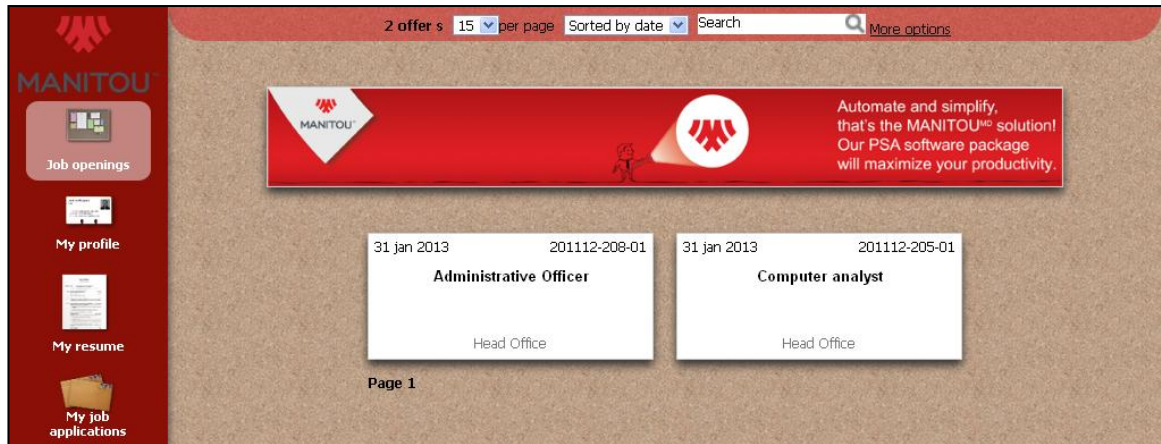 2 offer s 15 per page Sorted by date Search More options
MANITOU
Job openings
My profile
My resume
My job
applications
MANITOU
Automate and simplify,
that's the MANITOUᴹᴰ solution!
Our PSA software package
will maximize your productivity.
31 jan 2013 201112-208-01
Administrative Officer
Head Office
31 jan 2013 201112-205-01
Computer analyst
Head Office
Page 1